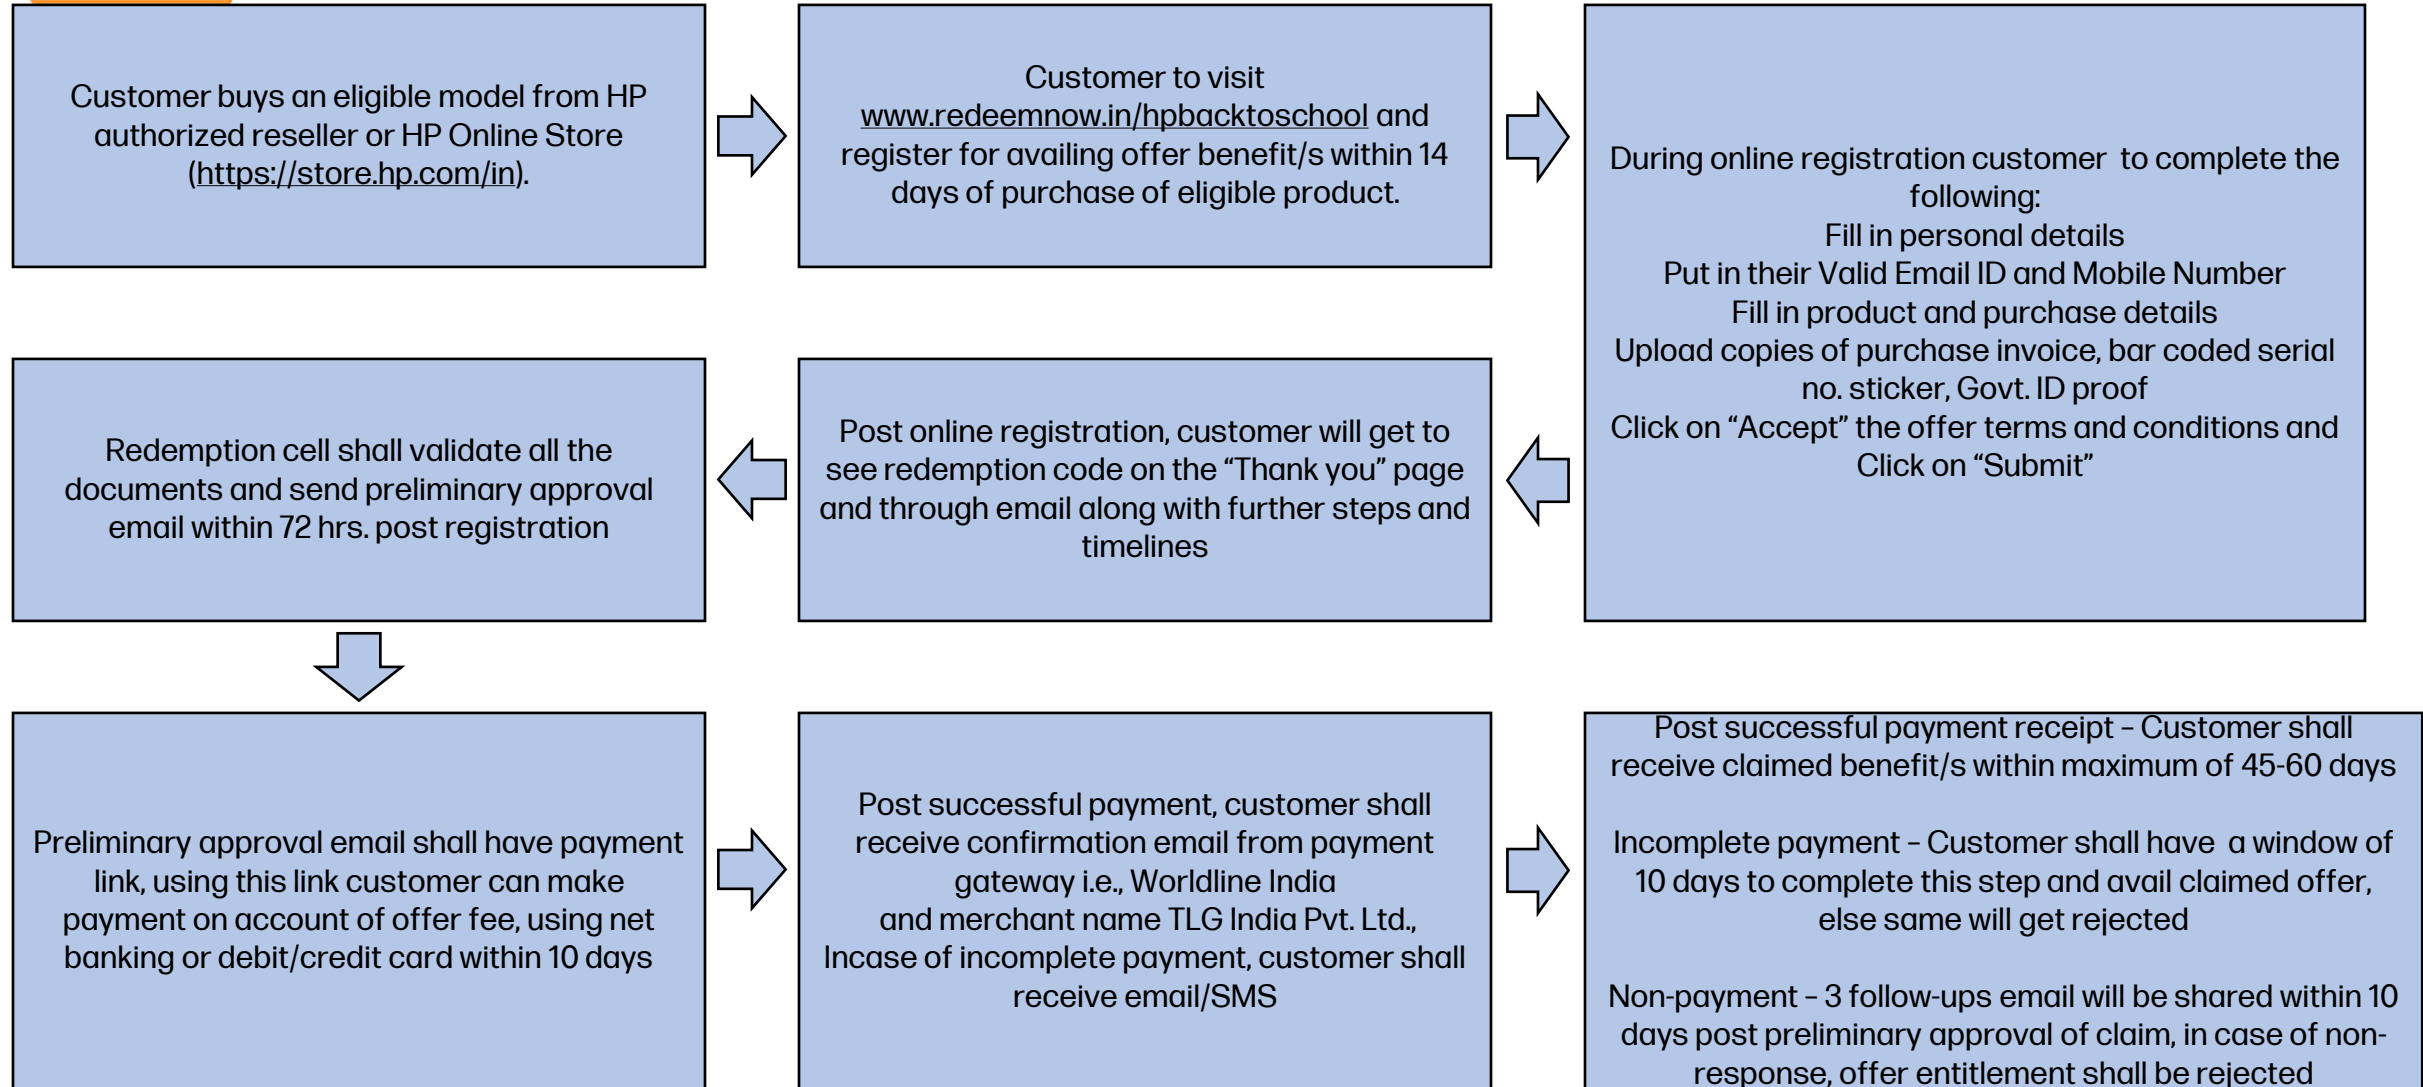 Customer buys an eligible model from HP
authorized reseller or HP Online Store
(https://store.hp.com/in).
Customer to visit
www.redeemnow.in/hpbacktoschool and
register for availing offer benefit/s within 14
days of purchase of eligible product.
During online registration customer  to complete the
following:
Fill in personal details
Put in their Valid Email ID and Mobile Number
Fill in product and purchase details
Upload copies of purchase invoice, bar coded serial
no. sticker, Govt. ID proof
Click on “Accept” the offer terms and conditions and
Click on “Submit”
Post online registration, customer will get to
see redemption code on the “Thank you” page
and through email along with further steps and
timelines
Redemption cell shall validate all the
documents and send preliminary approval
email within 72 hrs. post registration
Preliminary approval email shall have payment
link, using this link customer can make
payment on account of offer fee, using net
banking or debit/credit card within 10 days
Post successful payment, customer shall
receive confirmation email from payment
gateway i.e., Worldline India
and merchant name TLG India Pvt. Ltd.,
Incase of incomplete payment, customer shall
receive email/SMS
Post successful payment receipt – Customer shall
receive claimed benefit/s within maximum of 45-60 days
Incomplete payment – Customer shall have  a window of
10 days to complete this step and avail claimed offer,
else same will get rejected
Non-payment – 3 follow-ups email will be shared within 10
days post preliminary approval of claim, in case of non-
response, offer entitlement shall be rejected